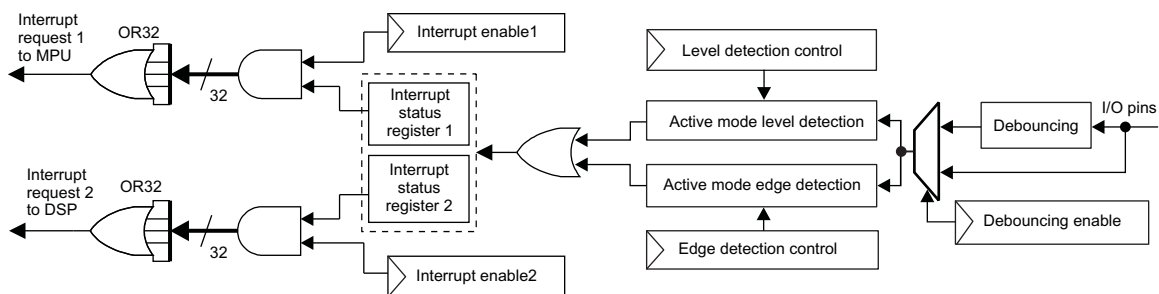 Interrupt
request 1
to MPU
OR32
32
Interrupt enable1
Interrupt
status
register 1
Interrupt
status
register 2
Interrupt
request 2
to DSP
OR32
32
Interrupt enable2
Level detection control
Active mode level detection
Active mode edge detection
Edge detection control
Debouncing
I/O pins
Debouncing enable